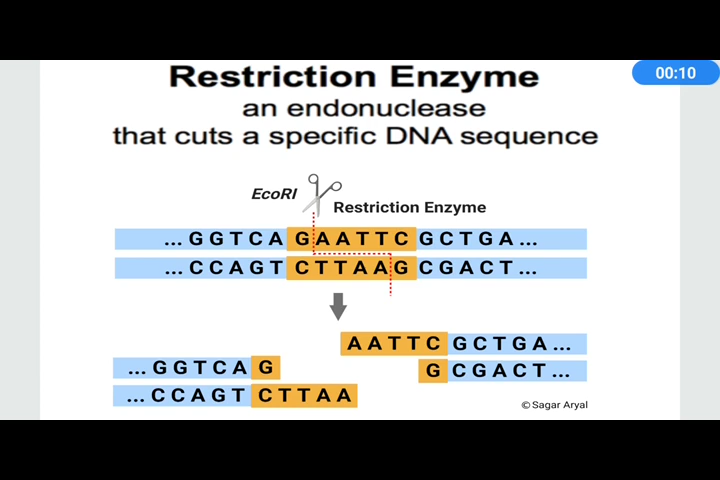 Restriction Enzyme
00:10
an endonuclease
that cuts a specific DNA sequence
EcoRI
Restriction Enzyme
... G G T C A G A A T T C G C T G A ...
... C C A G T C T T A A G C G A C T ...
A A T T C G C T G A ...
... G G T C A G
G C G A C T ...
... C C A G T C T T A A
© Sagar Aryal